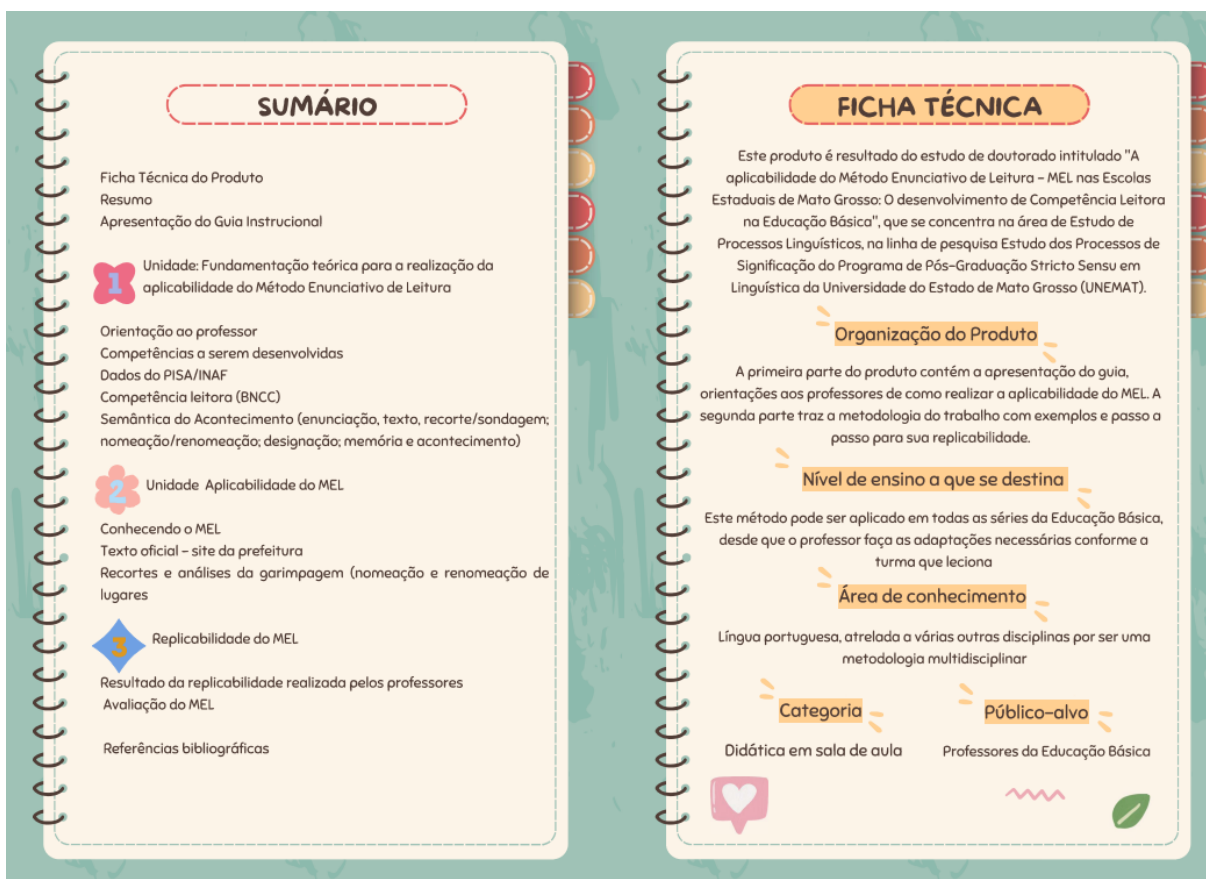 SUMÁRIO
Ficha Técnica do Produto
Resumo
Apresentação do Guia Instrucional
1
Unidade: Fundamentação teórica para a realização da
aplicabilidade do Método Enunciativo de Leitura
Orientação ao professor
Competências a serem desenvolvidas
Dados do PISA/INAF
Competência leitora (BNCC)
Semântica do Acontecimento (enunciação, texto, recorte/sondagem;
nomeação/renomeação; designação; memória e acontecimento)
2
Unidade Aplicabilidade do MEL
Conhecendo o MEL
Texto oficial – site da prefeitura
Recortes e análises da garimpagem (nomeação e renomeação de
lugares
3
Replicabilidade do MEL
Resultado da replicabilidade realizada pelos professores
Avaliação do MEL
Referências bibliográficas
FICHA TÉCNICA
Este produto é resultado do estudo de doutorado intitulado "A
aplicabilidade do Método Enunciativo de Leitura – MEL nas Escolas
Estaduais de Mato Grosso: O desenvolvimento de Competência Leitora
na Educação Básica", que se concentra na área de Estudo de
Processos Linguísticos, na linha de pesquisa Estudo dos Processos de
Significação do Programa de Pós-Graduação Stricto Sensu em
Linguística da Universidade do Estado de Mato Grosso (UNEMAT).
Organização do Produto
A primeira parte do produto contém a apresentação do guia,
orientações aos professores de como realizar a aplicabilidade do MEL. A
segunda parte traz a metodologia do trabalho com exemplos e passo a
passo para sua replicabilidade.
Nível de ensino a que se destina
Este método pode ser aplicado em todas as séries da Educação Básica,
desde que o professor faça as adaptações necessárias conforme a
turma que leciona
Área de conhecimento
Língua portuguesa, atrelada a várias outras disciplinas por ser uma
metodologia multidisciplinar
Categoria
Didática em sala de aula
Público-alvo
Professores da Educação Básica